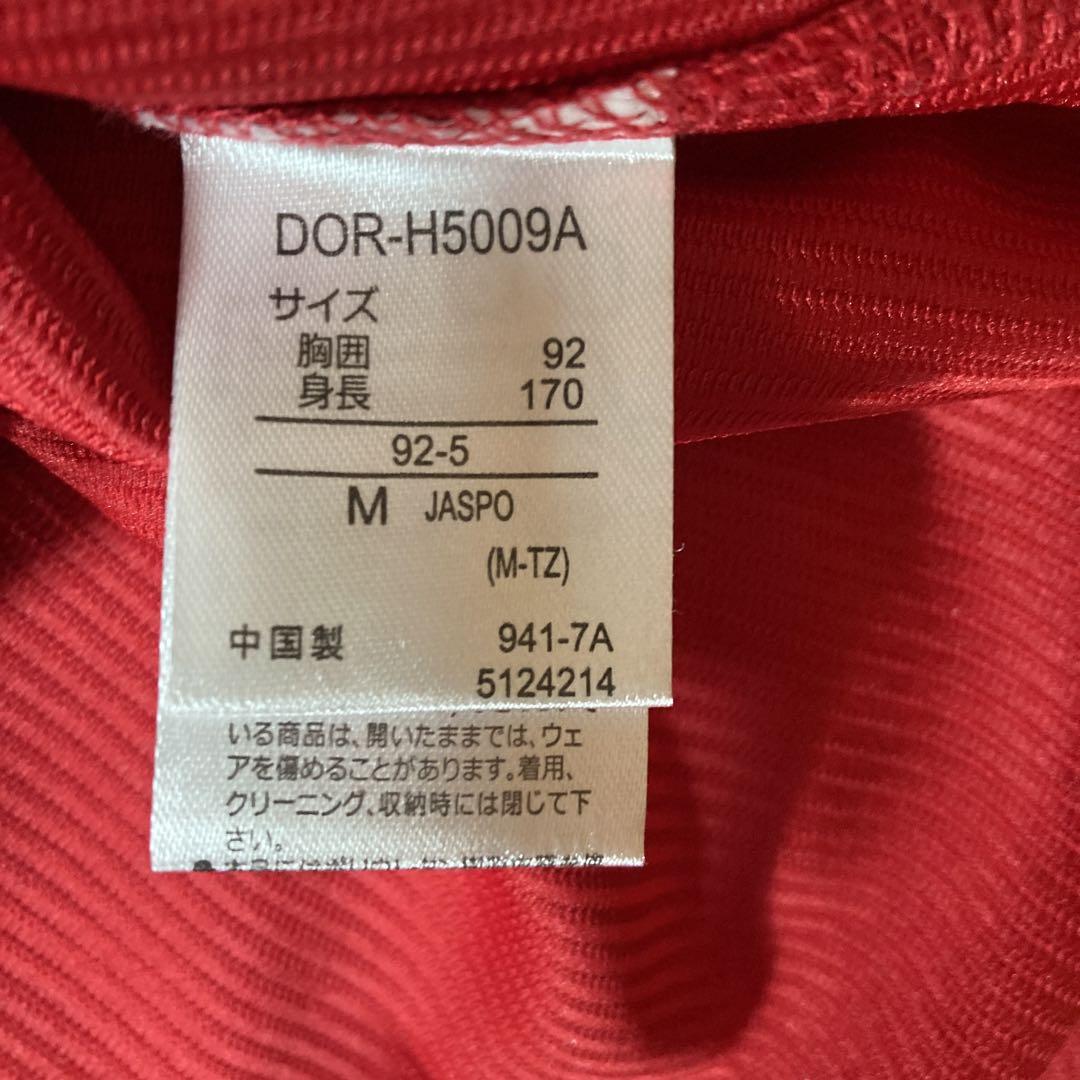 DOR-H5009A
サイズ
胸囲 92
身長 170
92-5
M JASPO
(M-TZ)
中国製 941-7A
5124214
いる商品は、開いたままでは、ウェ
アを傷めることがあります。着用、
クリーニング、収納時には閉じて下
さい。